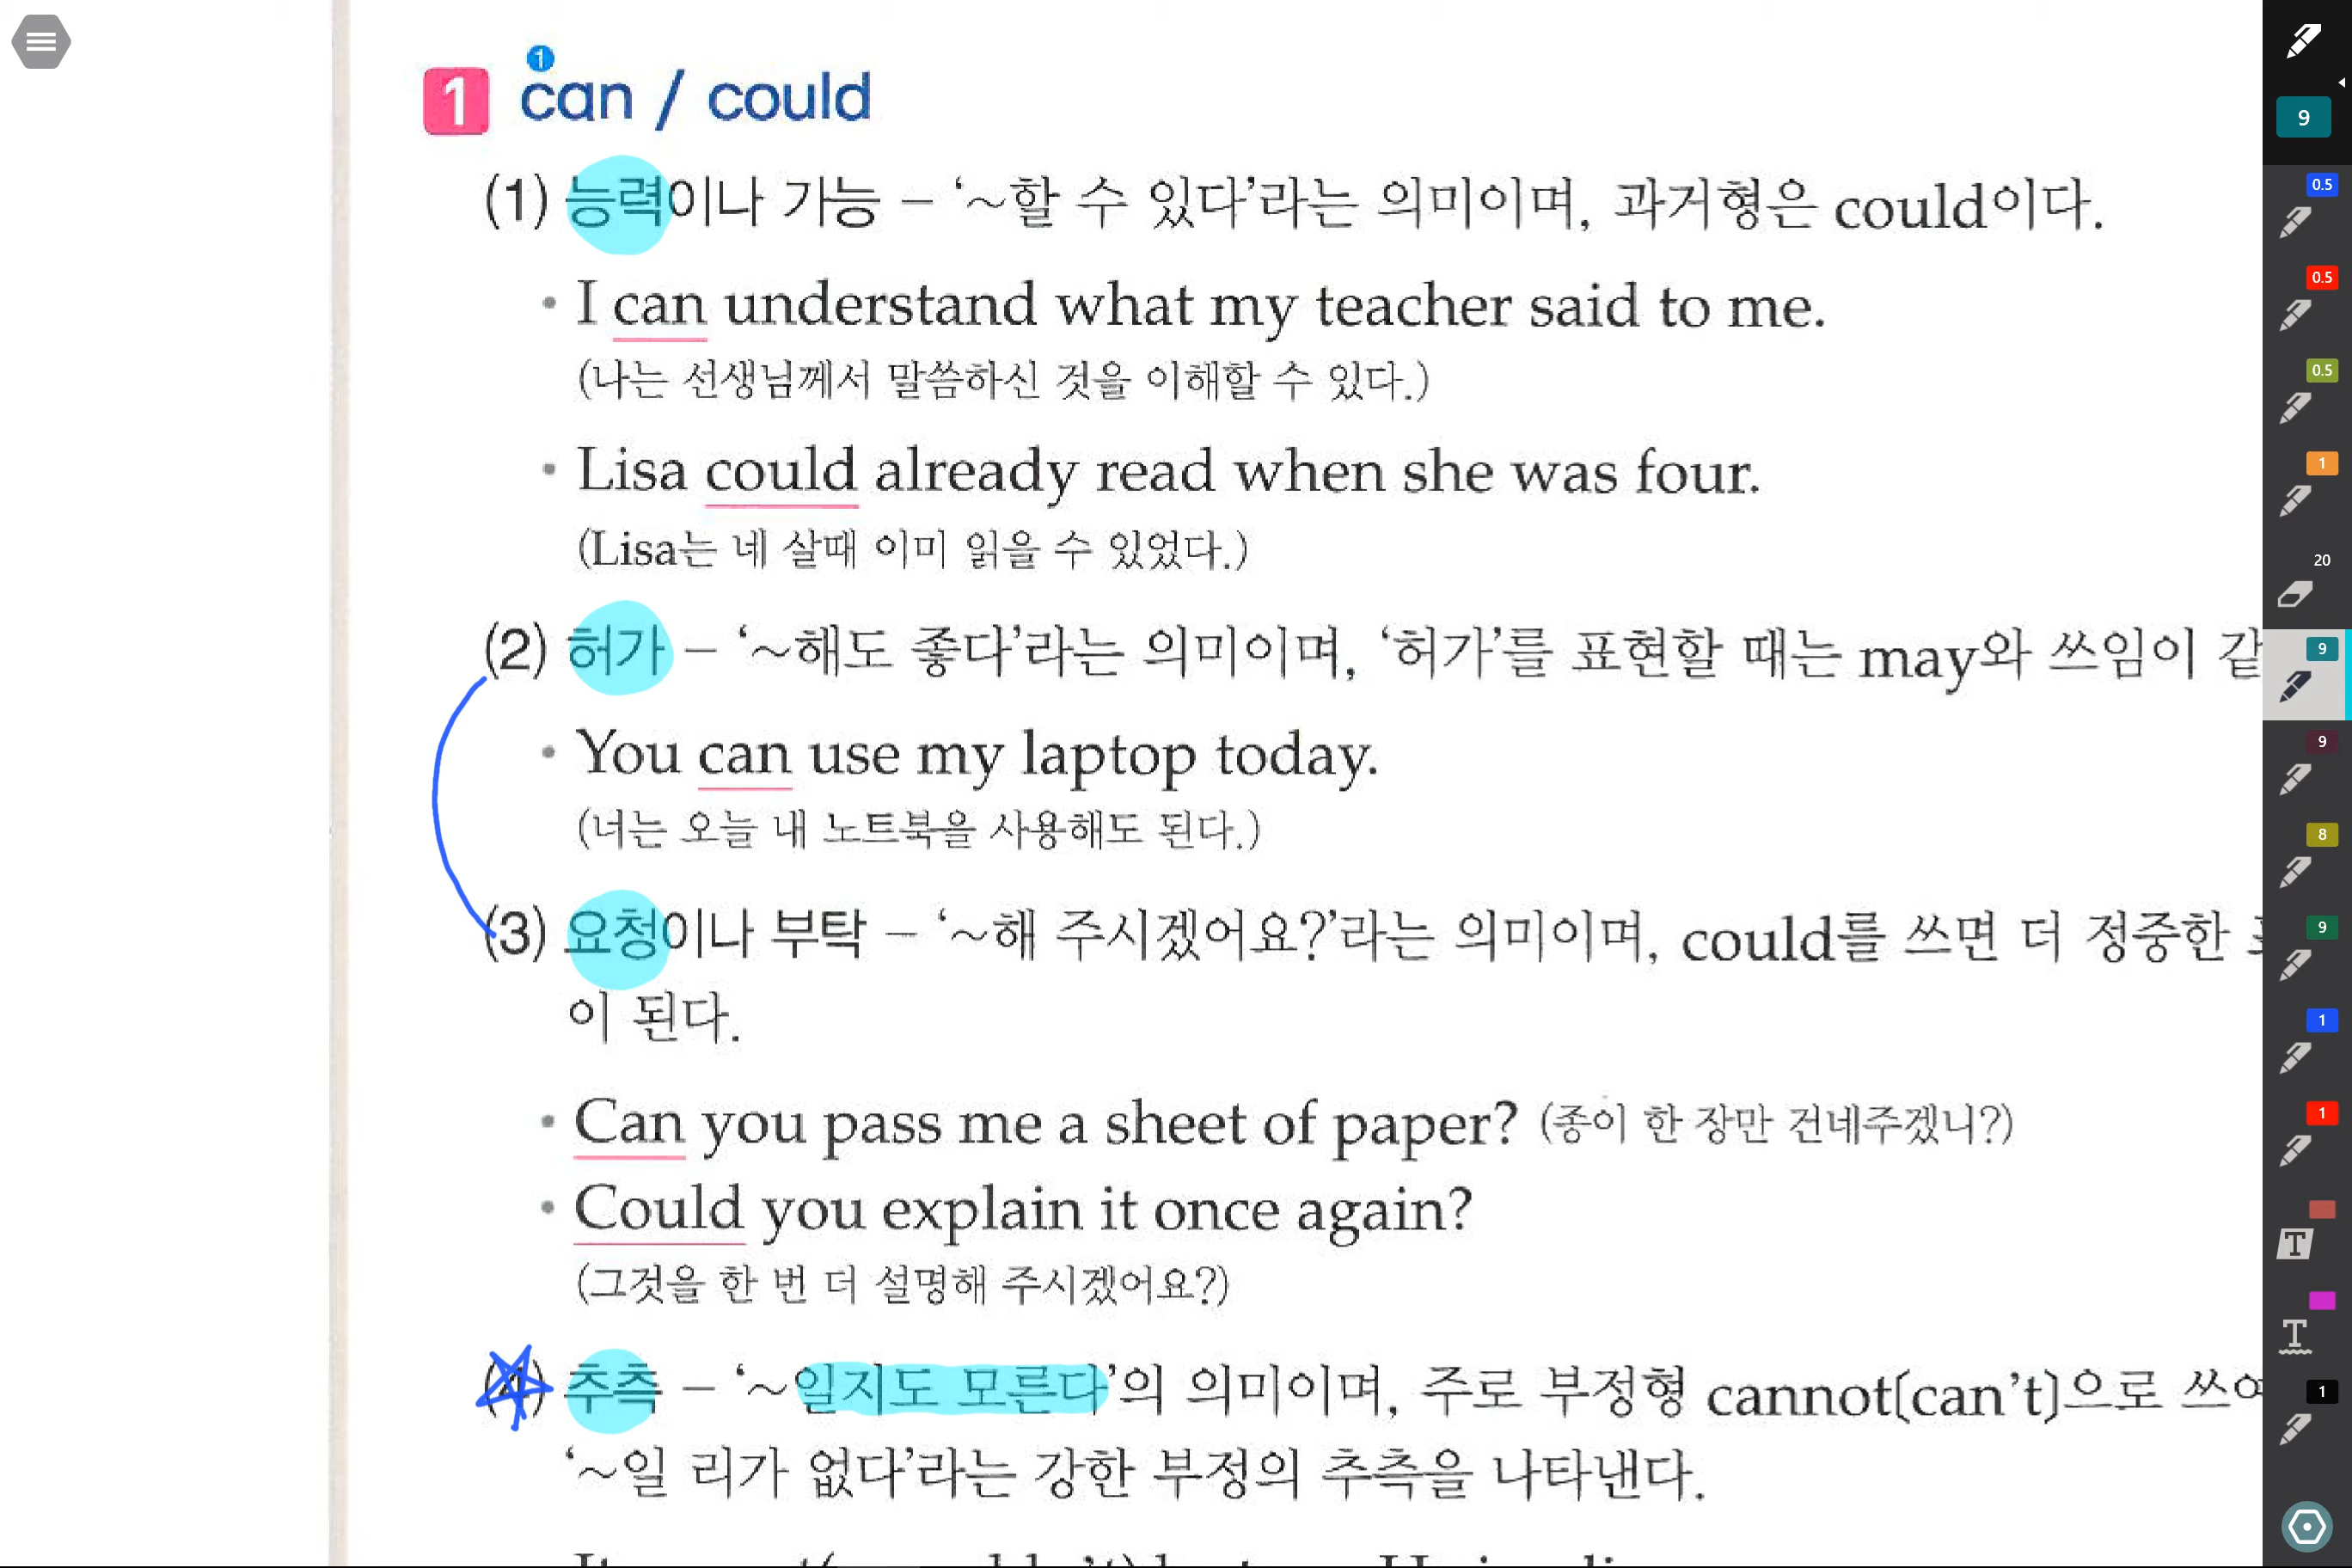 1 can / could
1
(1) 능력이나 가능 – ‘~할 수 있다’라는 의미이며, 과거형은 could이다.
• I can understand what my teacher said to me.
(나는 선생님께서 말씀하신 것을 이해할 수 있다.)
• Lisa could already read when she was four.
(Lisa는 네 살때 이미 읽을 수 있었다.)
(2) 허가 – ‘~해도 좋다’라는 의미이며, ‘허가’를 표현할 때는 may와 쓰임이 같
• You can use my laptop today.
(너는 오늘 내 노트북을 사용해도 된다.)
(3) 요청이나 부탁 – ‘~해 주시겠어요?’라는 의미이며, could를 쓰면 더 정중한
이 된다.
• Can you pass me a sheet of paper? (종이 한 장만 건네주겠니?)
• Could you explain it once again?
(그것을 한 번 더 설명해 주시겠어요?)
(4) 추측 – ‘~일지도 모른다’의 의미이며, 주로 부정형 cannot(can’t)으로 쓰여
‘~일 리가 없다’라는 강한 부정의 추측을 나타낸다.
9
0.5
0.5
0.5
1
20
9
9
8
9
1
1
T
T
1